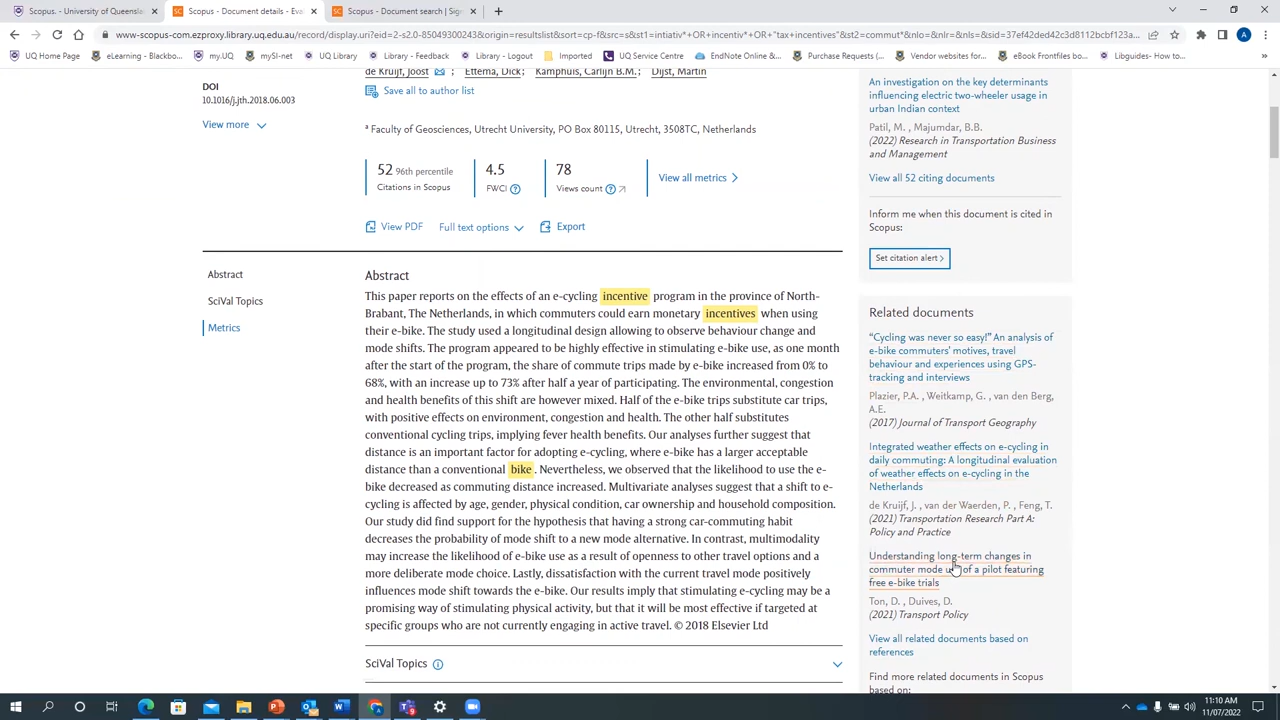 Scopus. - University of Queenslan
Scopus - Document details - Eval
Scopus - Document search | Sig
www-scopus-com.ezproxy.library.uq.edu.au/record/display.uri?eid=2-s2.0-85049300243&origin=resultslist&sort=cp-f&src=s&st1=intiativ*+OR+incentiv*+OR+"tax+incentives"&st2=commut*&nlo=&nlr=&nls=&sid=37ef42ded42c3d8112bcbf123a...
UQ Home Page
eLearning - Blackbo...
my.UQ
mySI-net
UQ Library
Library - Feedback
Library - Logout
Imported
UQ Service Centre
EndNote Online &...
Purchase Requests (...
Vendor websites for...
eBook Frontfiles bo...
Libguides- How to...
DOI
10.1016/j.jth.2018.06.003
View more
de Kruijf, Joost ; Ettema, Dick; Kamphuis, Carlijn B.M.; Dijst, Martin
Save all to author list
a Faculty of Geosciences, Utrecht University, PO Box 80115, Utrecht, 3508TC, Netherlands
52 96th percentile
Citations in Scopus
4.5
FWCI
78
Views count
View all metrics
View PDF
Full text options
Export
Abstract
SciVal Topics
Metrics
Abstract
This paper reports on the effects of an e-cycling incentive program in the province of North-
Brabant, The Netherlands, in which commuters could earn monetary incentives when using
their e-bike. The study used a longitudinal design allowing to observe behaviour change and
mode shifts. The program appeared to be highly effective in stimulating e-bike use, as one month
after the start of the program, the share of commute trips made by e-bike increased from 0% to
68%, with an increase up to 73% after half a year of participating. The environmental, congestion
and health benefits of this shift are however mixed. Half of the e-bike trips substitute car trips,
with positive effects on environment, congestion and health. The other half substitutes
conventional cycling trips, implying fever health benefits. Our analyses further suggest that
distance is an important factor for adopting e-cycling, where e-bike has a larger acceptable
distance than a conventional bike. Nevertheless, we observed that the likelihood to use the e-
bike decreased as commuting distance increased. Multivariate analyses suggest that a shift to e-
cycling is affected by age, gender, physical condition, car ownership and household composition.
Our study did find support for the hypothesis that having a strong car-commuting habit
decreases the probability of mode shift to a new mode alternative. In contrast, multimodality
may increase the likelihood of e-bike use as a result of openness to other travel options and a
more deliberate mode choice. Lastly, dissatisfaction with the current travel mode positively
influences mode shift towards the e-bike. Our results imply that stimulating e-cycling may be a
promising way of stimulating physical activity, but that it will be most effective if targeted at
specific groups who are not currently engaging in active travel. © 2018 Elsevier Ltd
SciVal Topics
An investigation on the key determinants
influencing electric two-wheeler usage in
urban Indian context
Patil, M. , Majumdar, B.B.
(2022) Research in Transportation Business
and Management
View all 52 citing documents
Inform me when this document is cited in
Scopus:
Set citation alert
Related documents
“Cycling was never so easy!” An analysis of
e-bike commuters' motives, travel
behaviour and experiences using GPS-
tracking and interviews
Plazier, P.A. , Weitkamp, G. , van den Berg,
A.E.
(2017) Journal of Transport Geography
Integrated weather effects on e-cycling in
daily commuting: A longitudinal evaluation
of weather effects on e-cycling in the
Netherlands
de Kruijf, J. , van der Waerden, P. , Feng, T.
(2021) Transportation Research Part A:
Policy and Practice
Understanding long-term changes in
commuter mode of a pilot featuring
free e-bike trials
Ton, D. , Duives, D.
(2021) Transport Policy
View all related documents based on
references
Find more related documents in Scopus
based on:
11:10 AM
11/07/2022